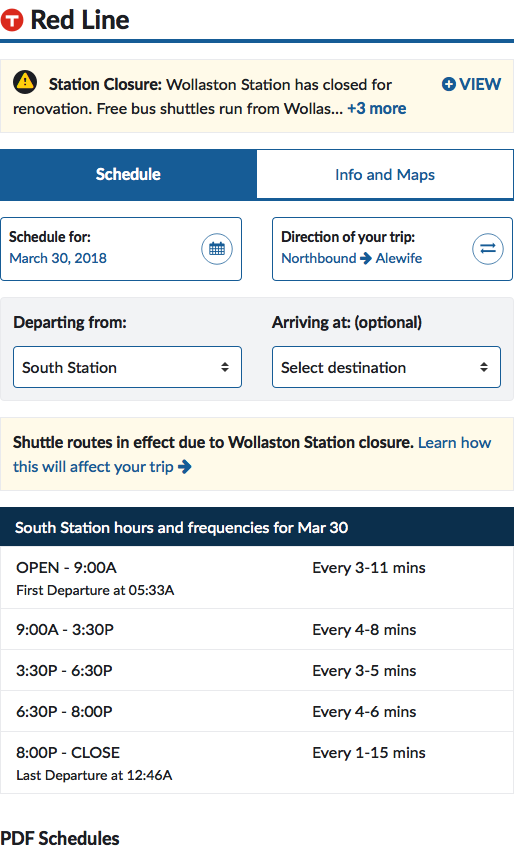 T Red Line
Station Closure: Wollaston Station has closed for
renovation. Free bus shuttles run from Wollas... +3 more
VIEW
Schedule
Info and Maps
Schedule for:
March 30, 2018
Direction of your trip:
Northbound → Alewife
Departing from:
South Station
Arriving at: (optional)
Select destination
Shuttle routes in effect due to Wollaston Station closure. Learn how
this will affect your trip →
South Station hours and frequencies for Mar 30
OPEN - 9:00A Every 3-11 mins
First Departure at 05:33A
9:00A - 3:30P Every 4-8 mins
3:30P - 6:30P Every 3-5 mins
6:30P - 8:00P Every 4-6 mins
8:00P - CLOSE Every 1-15 mins
Last Departure at 12:46A
PDF Schedules